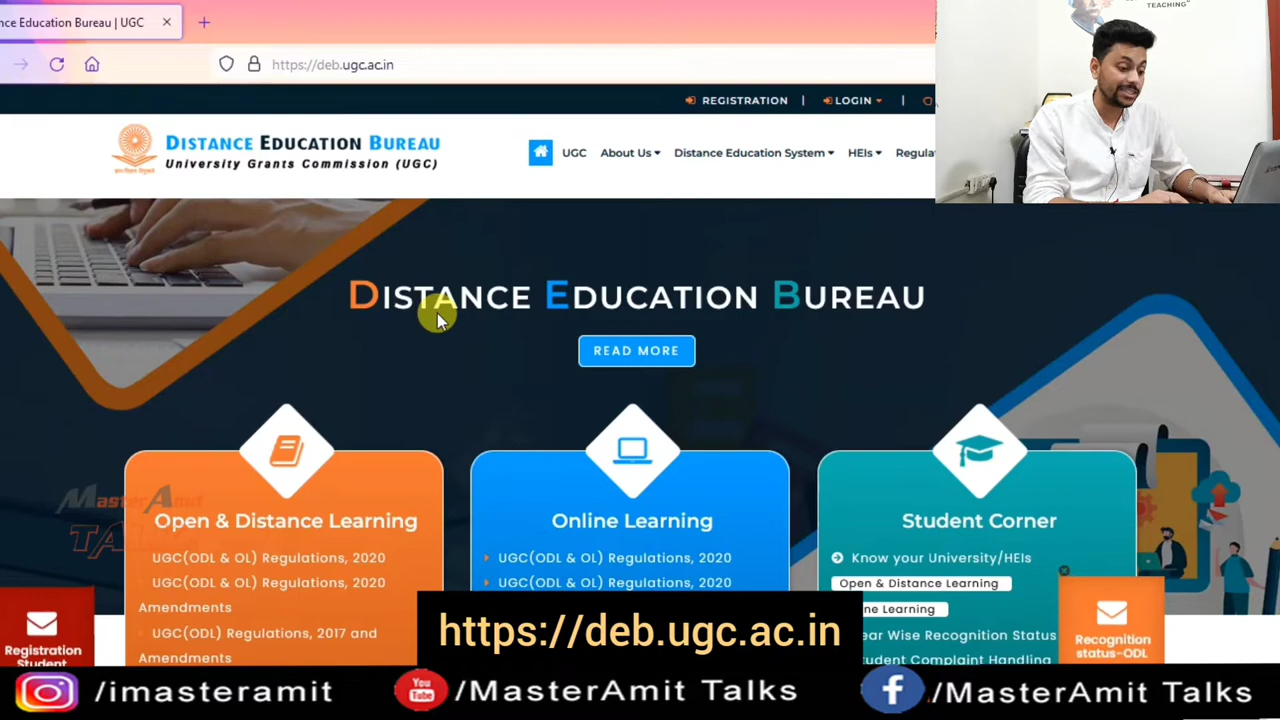 nce Education Bureau | UGC
TEACHING"
https://deb.ugc.ac.in
REGISTRATION | LOGIN |
DISTANCE EDUCATION BUREAU
University Grants Commission (UGC)
UGC About Us Distance Education System HEIs Regula
DISTANCE EDUCATION BUREAU
READ MORE
Open & Distance Learning
UGC(ODL & OL) Regulations, 2020
UGC(ODL & OL) Regulations, 2020
Amendments
UGC(ODL) Regulations, 2017 and
Amendments
Online Learning
UGC(ODL & OL) Regulations, 2020
UGC(ODL & OL) Regulations, 2020
Student Corner
Know your University/HEIs
Open & Distance Learning
ne Learning
ear Wise Recognition Status
tudent Complaint Handling
MasterAmit
TAL
Registration
Student
Recognition
status-ODL
https://deb.ugc.ac.in
/imasteramit
You
Tube
/MasterAmit Talks
/MasterAmit Talks